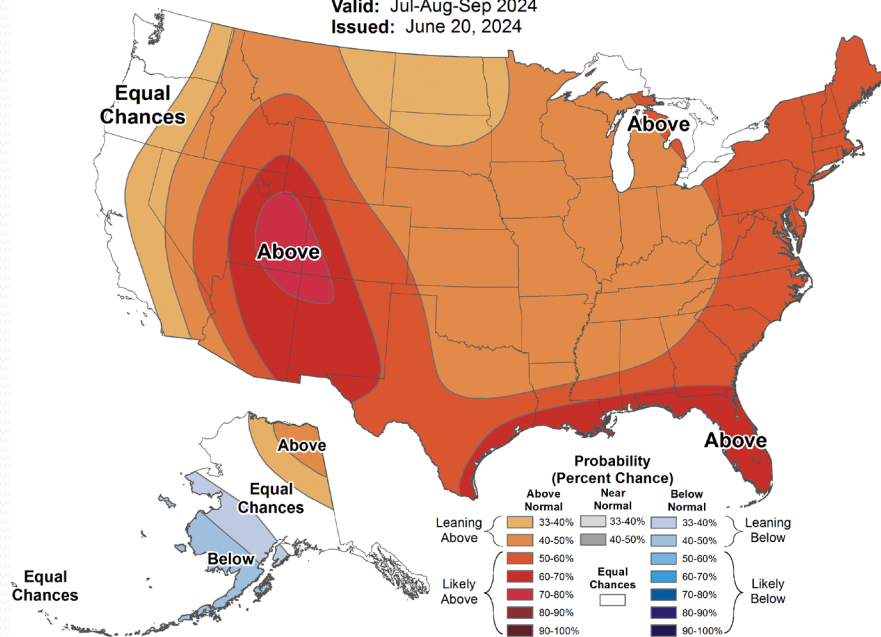 Valid: Jul-Aug-Sep 2024
Issued: June 20, 2024
Equal
Chances
Above
Above
Above
Above
Equal
Chances
Below
Equal
Chances
Probability
(Percent Chance)
Above
Normal
Near
Normal
Below
Normal
Leaning
Above
33-40%
33-40%
33-40%
Leaning
Below
40-50%
40-50%
40-50%
Likely
Above
50-60%
50-60%
Likely
Below
60-70%
Equal
Chances
60-70%
70-80%
70-80%
80-90%
80-90%
90-100%
90-100%